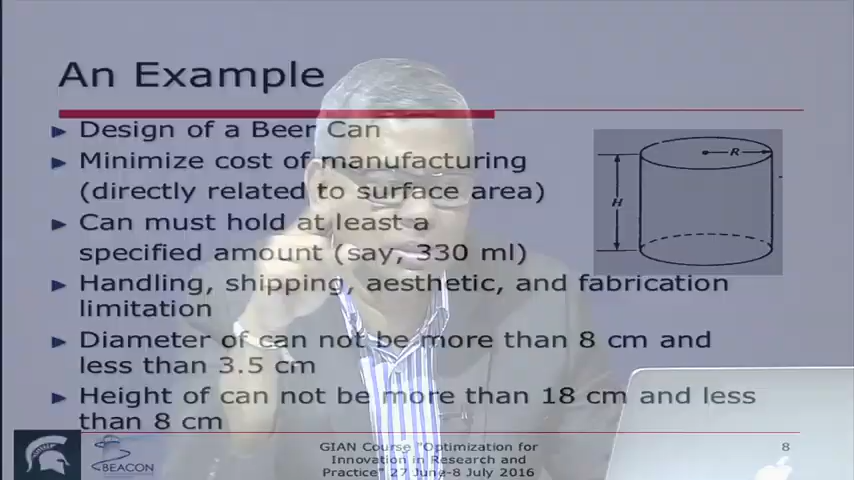 An Example
Design of a Beer Can
Minimize cost of manufacturing
(directly related to surface area)
Can must hold at least a
specified amount (say, 330 ml)
Handling, shipping, aesthetic, and fabrication
limitation
Diameter of can not be more than 8 cm and
less than 3.5 cm
Height of can not be more than 18 cm and less
than 8 cm
R
H
BEACON
GIAN Course "Optimization for
Innovation in Research and
Practice" 27 June-8 July 2016
8